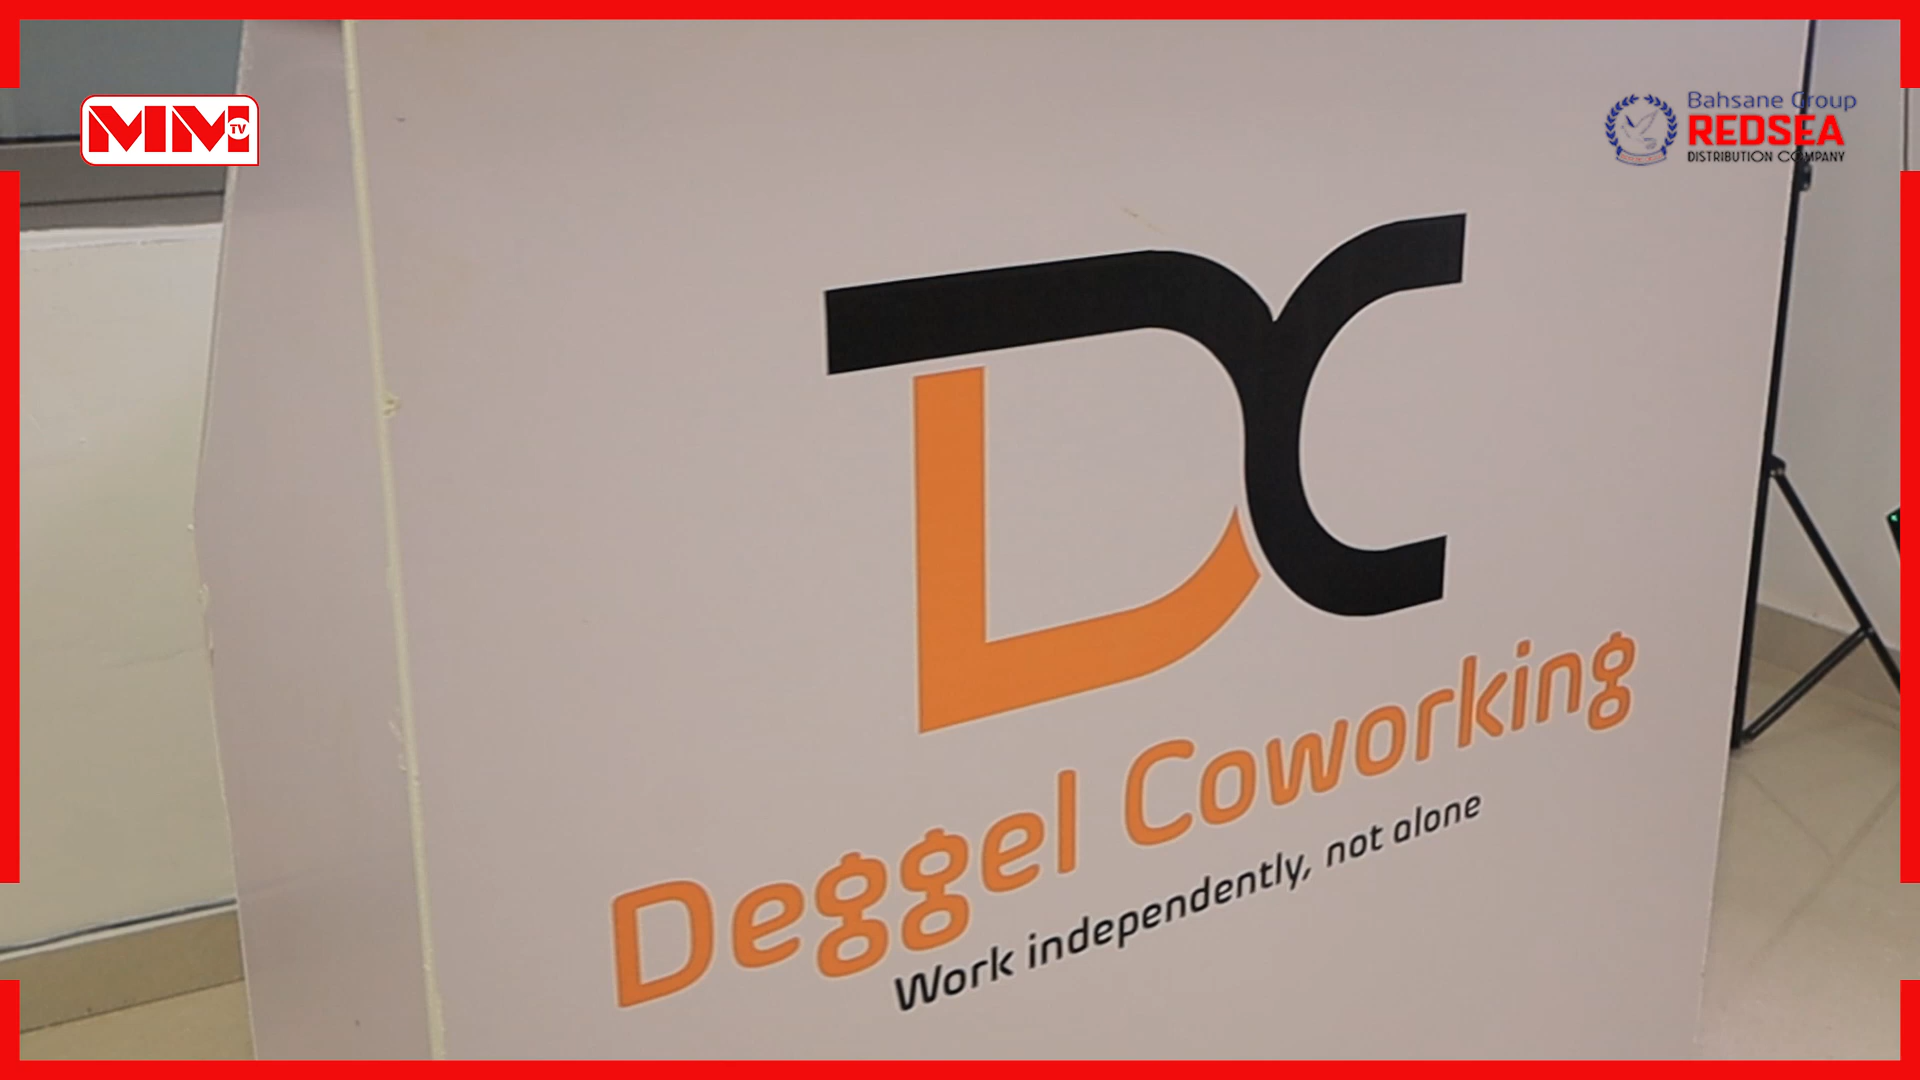 MM TV
Bahsane Group
REDSEA
DISTRIBUTION COMPANY
DC
Deggel Coworking
Work independently, not alone